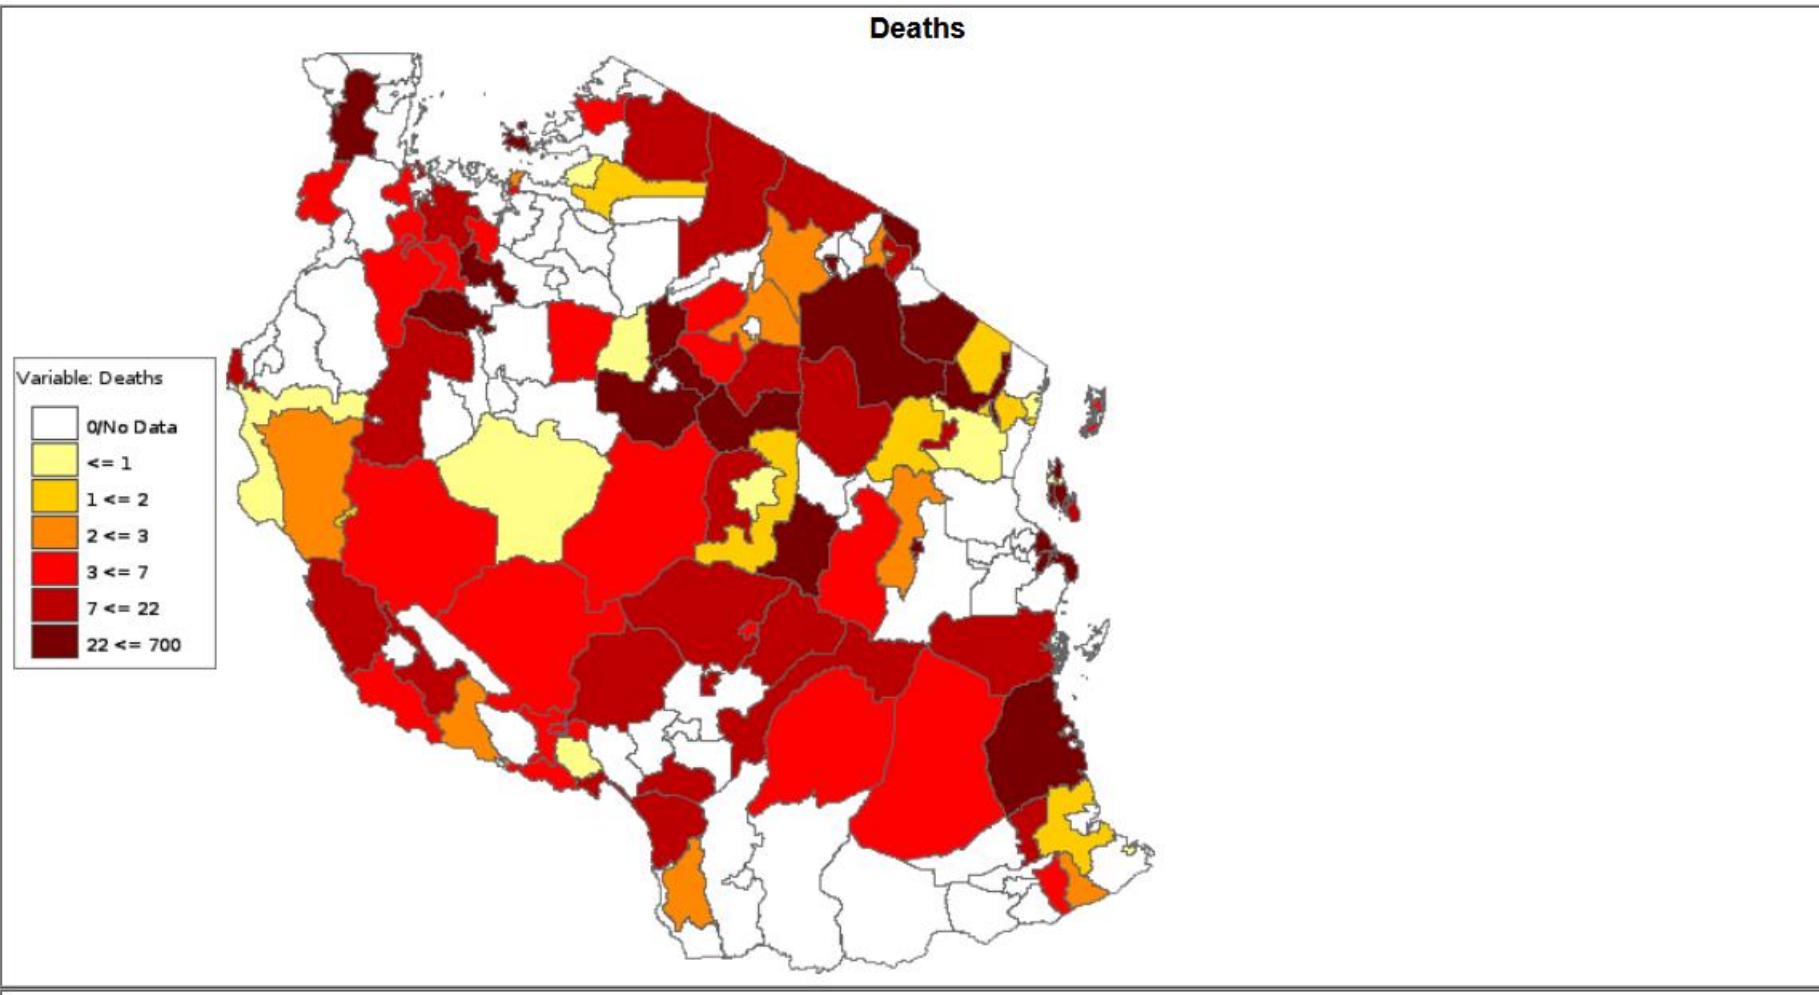 Deaths
Variable: Deaths
0/No Data
<= 1
1 <= 2
2 <= 3
3 <= 7
7 <= 22
22 <= 700